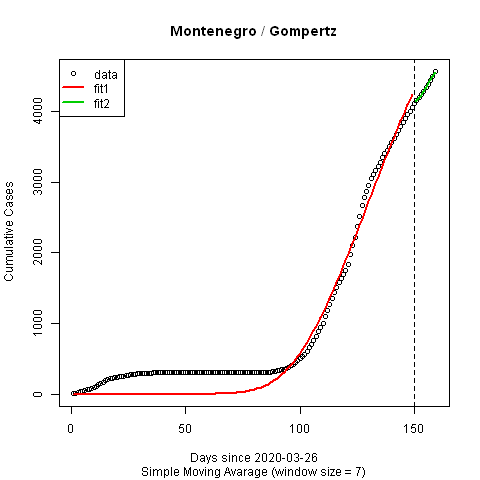 Montenegro / Gompertz
data
fit1
fit2
Cumulative Cases
0
1000
2000
3000
4000
0 50 100 150
Days since 2020-03-26
Simple Moving Avarage (window size = 7)